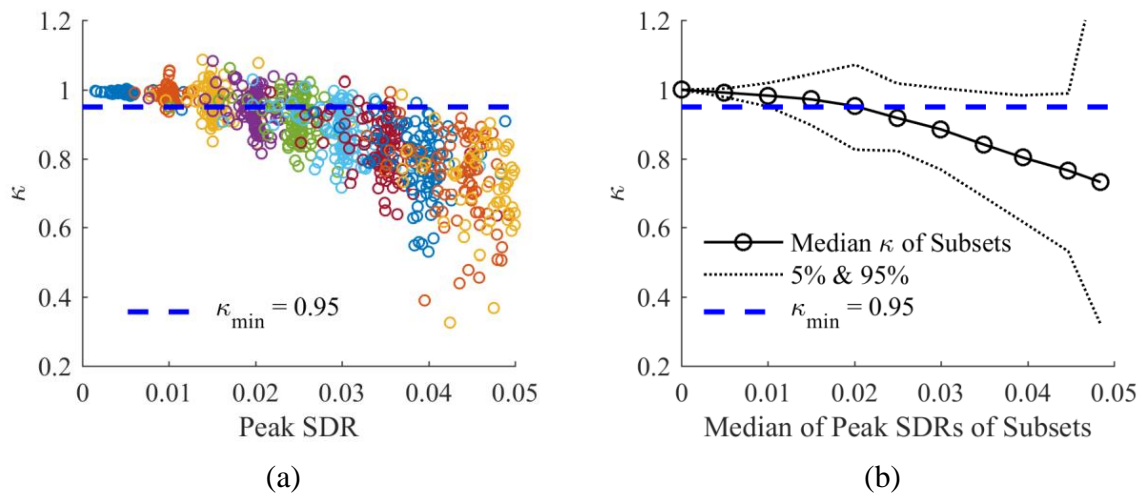 1.2
1
0.8
0.6
0.4
0.2
κ
κmin = 0.95
0 0.01 0.02 0.03 0.04 0.05
Peak SDR
(a)
1.2
1
0.8
0.6
0.4
0.2
κ
Median κ of Subsets
5% & 95%
κmin = 0.95
0 0.01 0.02 0.03 0.04 0.05
Median of Peak SDRs of Subsets
(b)